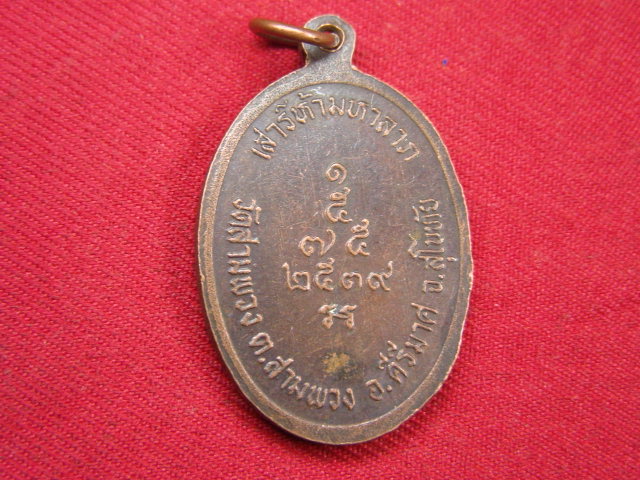 เสาร์ห้ามหาลาภ
๑
๕๕
๗ ๕
๒๕๓๙
วัดสามพวง ต.สามพวง อ.คีรีมาศ จ.สุโขทัย